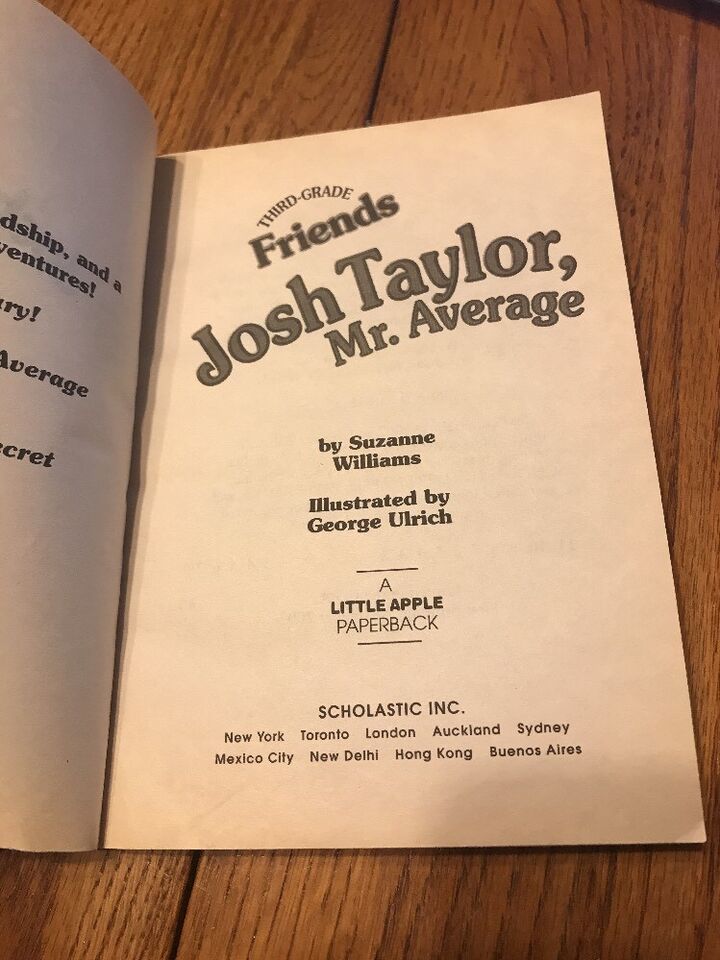 dship, and a
ventures!
ry!
Average
cret
THIRD-GRADE
Friends
Josh Taylor,
Mr. Average
by Suzanne
Williams
Illustrated by
George Ulrich
A
LITTLE APPLE
PAPERBACK
SCHOLASTIC INC.
New York Toronto London Auckland Sydney
Mexico City New Delhi Hong Kong Buenos Aires